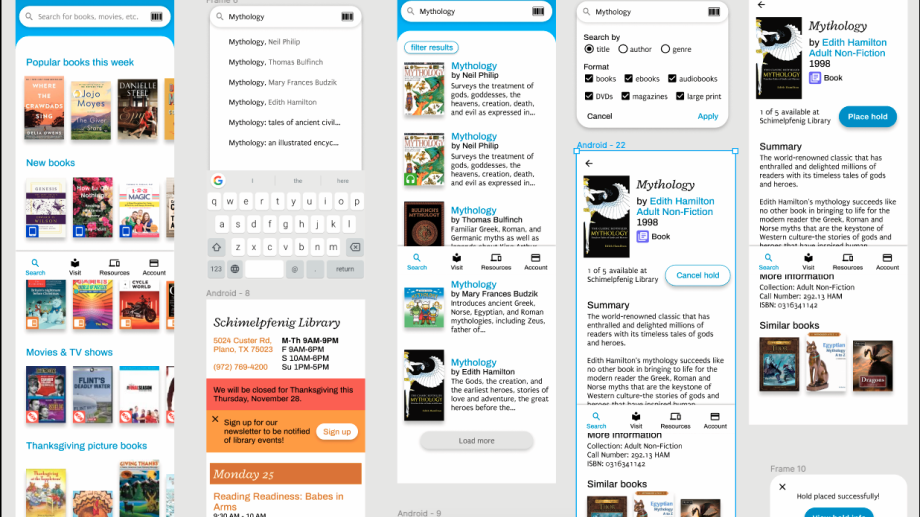 Search for books, movies, etc.
Popular books this week
WHERE
THE
CRAWDADS
SING
DELIA OWENS
Jojo
Moyes
The Giver
of Stars
DANIELLE
STEEL
New books
GENESIS
MAGIC
Search
Visit
Resources
Account
CYCLE
WORLD
Movies & TV shows
FLINT'S
DEADLY WATER
Thanksgiving picture books
LIVING THANKS
Frame 6
Mythology
Mythology, Neil Philip
Mythology, Thomas Bulfinch
Mythology, Mary Frances Budzik
Mythology, Edith Hamilton
Mythology: tales of ancient civil...
Mythology: an illustrated encyc...
G
I
the
here
q w e r t y u i o p
a s d f g h j k l
z x c v b n m
123
@
.
return
Android - 8
Schimelpfenig Library
5024 Custer Rd,
Plano, TX 75023
(972) 769-4200
M-Th 9AM-9PM
F 9AM-6PM
S 10AM-6PM
Su 1PM-5PM
We will be closed for Thanksgiving this
Thursday, November 28.
Sign up for our
newsletter to be notified
of library events!
Sign up
Monday 25
Reading Readiness: Babes in
Arms
9:30 AM - 10 AM
Mythology
filter results
MYTHOLOGY
Mythology
by Neil Philip
Surveys the treatment of
gods, goddesses, the
heavens, creation, death,
and evil as expressed in...
MYTHOLOGY
Mythology
by Neil Philip
Surveys the treatment of
gods, goddesses, the
heavens, creation, death,
and evil as expressed in...
BULFINCH'S
MYTHOLOGY
Mythology
by Thomas Bulfinch
Familiar Greek, Roman, and
Germanic myths as well as
Search
Visit
Resources
Account
Mythology
by Mary Frances Budzik
Introduces ancient Greek,
Norse, Egyptian, and Roman
mythologies, including Zeus,
father of...
MYTHOLOGY
Mythology
by Edith Hamilton
The Gods, the creation, and
the earliest heroes, stories of
love and adventure, the great
heroes before the...
Load more
Android - 9
Mythology
Search by
title
author
genre
Format
books
ebooks
audiobooks
DVDs
magazines
large print
Cancel
Apply
Android - 22
MYTHOLOGY
Mythology
by Edith Hamilton
Adult Non-Fiction
1998
Book
1 of 5 available at
Schimelpfenig Library
Cancel hold
Summary
The world-renowned classic that has
enthralled and delighted millions of
readers with its timeless tales of gods
and heroes.
Edith Hamilton's mythology succeeds like
no other book in bringing to life for the
modern reader the Greek, Roman and
Norse myths that are the keystone of
Western culture-the stories of gods and
heroes that have inspired human
Search
Visit
Resources
Account
More information
Collection: Adult Non-Fiction
Call Number: 292.13 HAM
ISBN: 0316341142
Similar books
Egyptian
Mythology
MYTHOLOGY
Mythology
by Edith Hamilton
Adult Non-Fiction
1998
Book
1 of 5 available at
Schimelpfenig Library
Place hold
Summary
The world-renowned classic that has
enthralled and delighted millions of
readers with its timeless tales of gods
and heroes.
Edith Hamilton's mythology succeeds like
no other book in bringing to life for the
modern reader the Greek, Roman and
Norse myths that are the keystone of
Western culture-the stories of gods and
heroes that have inspired human
Search
Visit
Resources
Account
More information
Collection: Adult Non-Fiction
Call Number: 292.13 HAM
ISBN: 0316341142
Similar books
Egyptian
Mythology
A to Z
Dragons
Frame 10
Hold placed successfully!
View hold info